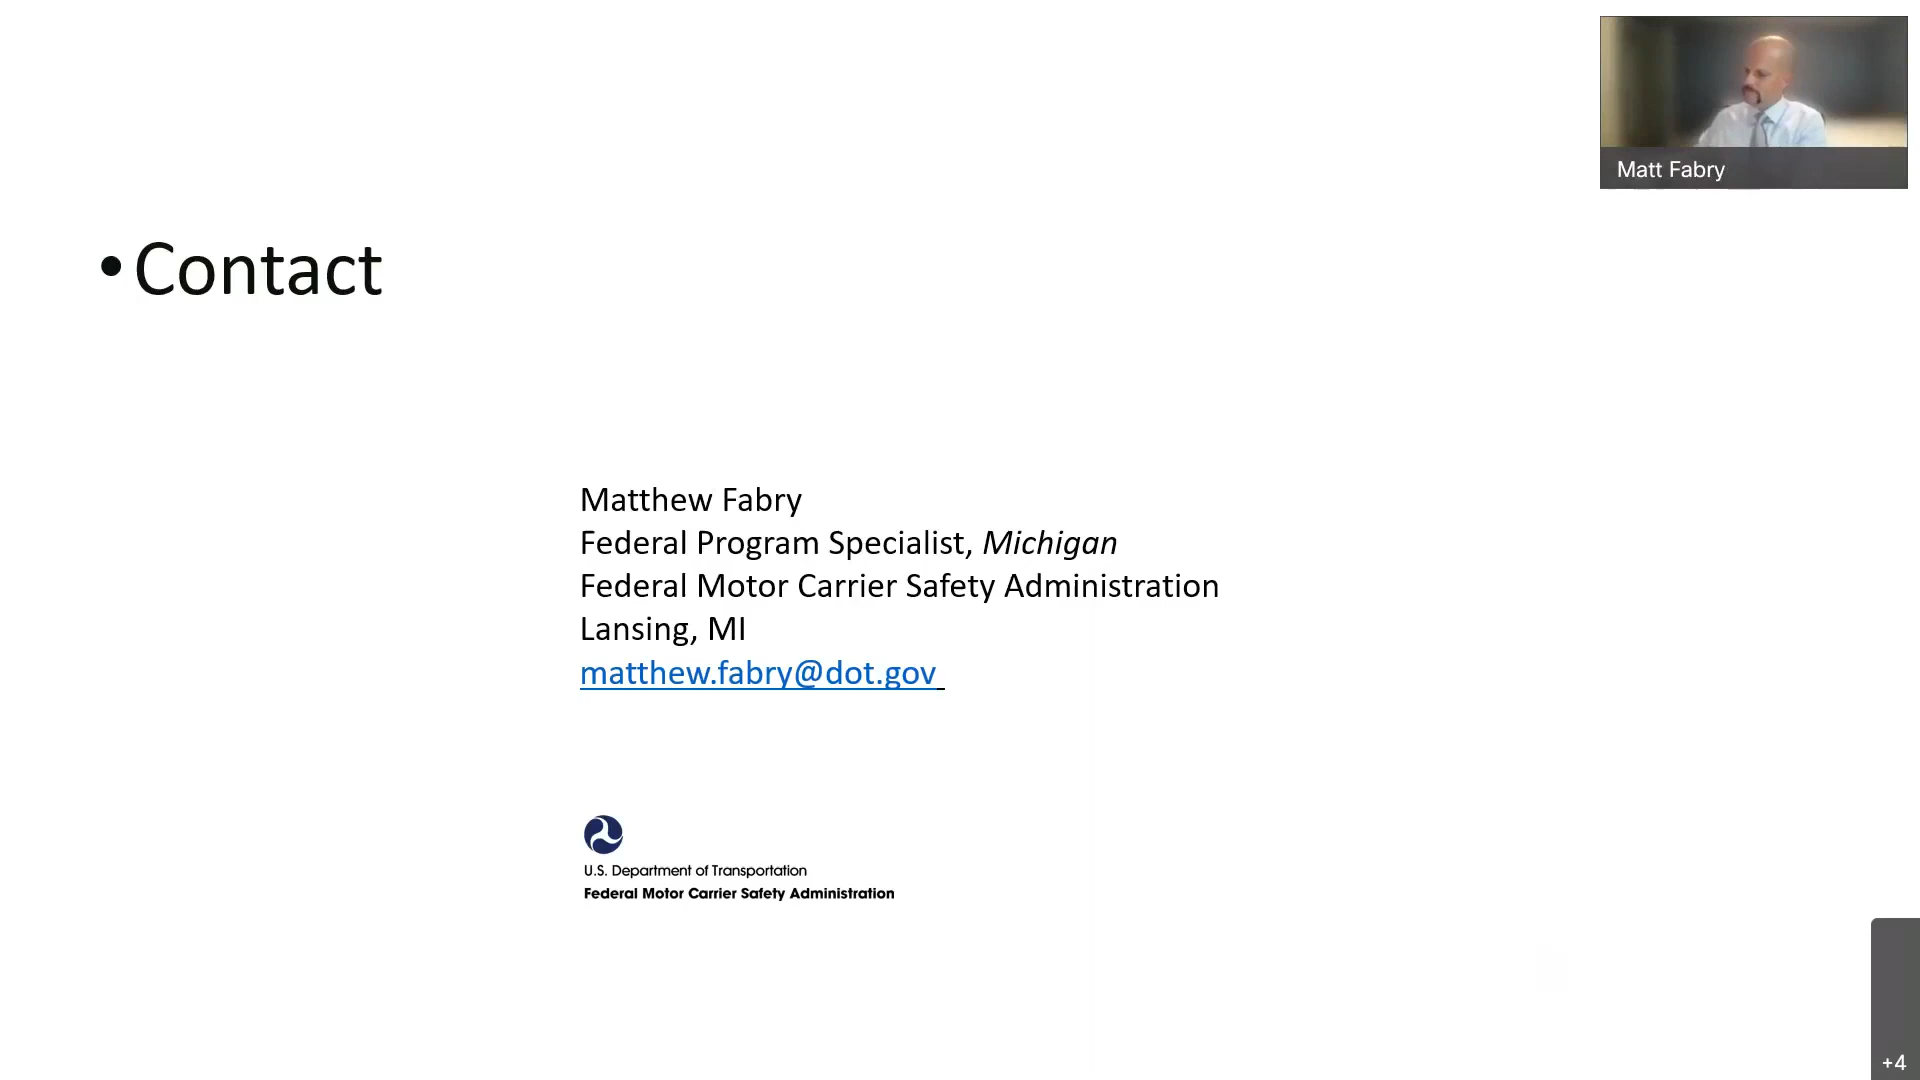 Matt Fabry
• Contact
Matthew Fabry
Federal Program Specialist, Michigan
Federal Motor Carrier Safety Administration
Lansing, MI
matthew.fabry@dot.gov
U.S. Department of Transportation
Federal Motor Carrier Safety Administration
+4